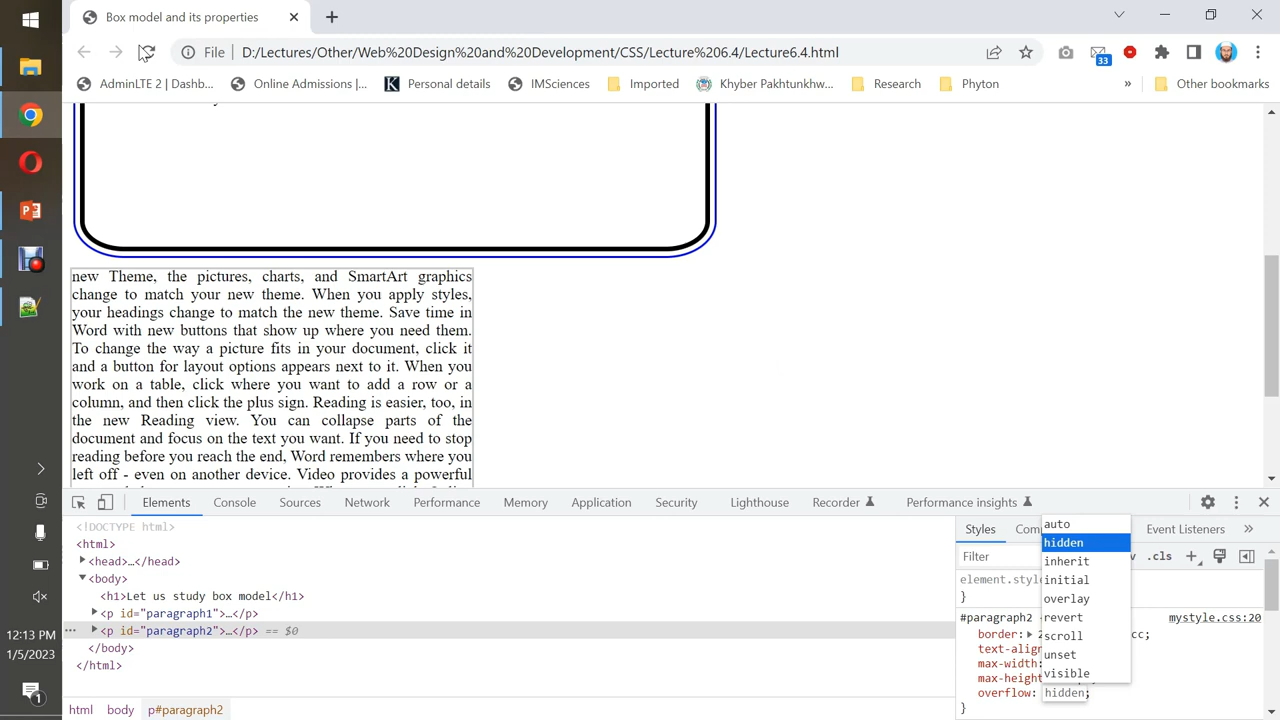 Box model and its properties
File D:/Lectures/Other/Web%20Design%20and%20Development/CSS/Lecture%206.4/Lecture6.4.html
33
AdminLTE 2 | Dashb... Online Admissions |... Personal details IMSciences Imported Khyber Pakhtunkhw... Research Phyton » Other bookmarks
new Theme, the pictures, charts, and SmartArt graphics
change to match your new theme. When you apply styles,
your headings change to match the new theme. Save time in
Word with new buttons that show up where you need them.
To change the way a picture fits in your document, click it
and a button for layout options appears next to it. When you
work on a table, click where you want to add a row or a
column, and then click the plus sign. Reading is easier, too, in
the new Reading view. You can collapse parts of the
document and focus on the text you want. If you need to stop
reading before you reach the end, Word remembers where you
left off - even on another device. Video provides a powerful
Elements Console Sources Network Performance Memory Application Security Lighthouse Recorder Performance insights
<!DOCTYPE html>
<html>
<head>…</head>
<body>
<h1>Let us study box model</h1>
<p id="paragraph1">…</p>
<p id="paragraph2">…</p> == $0
</body>
</html>
html body p#paragraph2
Styles Com Event Listeners »
Filter .cls
element.style
}
#paragraph2 mystyle.css:20
border: 2 cc;
text-align
max-width:
max-height
overflow: hidden;
}
auto
hidden
inherit
initial
overlay
revert
scroll
unset
visible
12:13 PM
1/5/2023
1